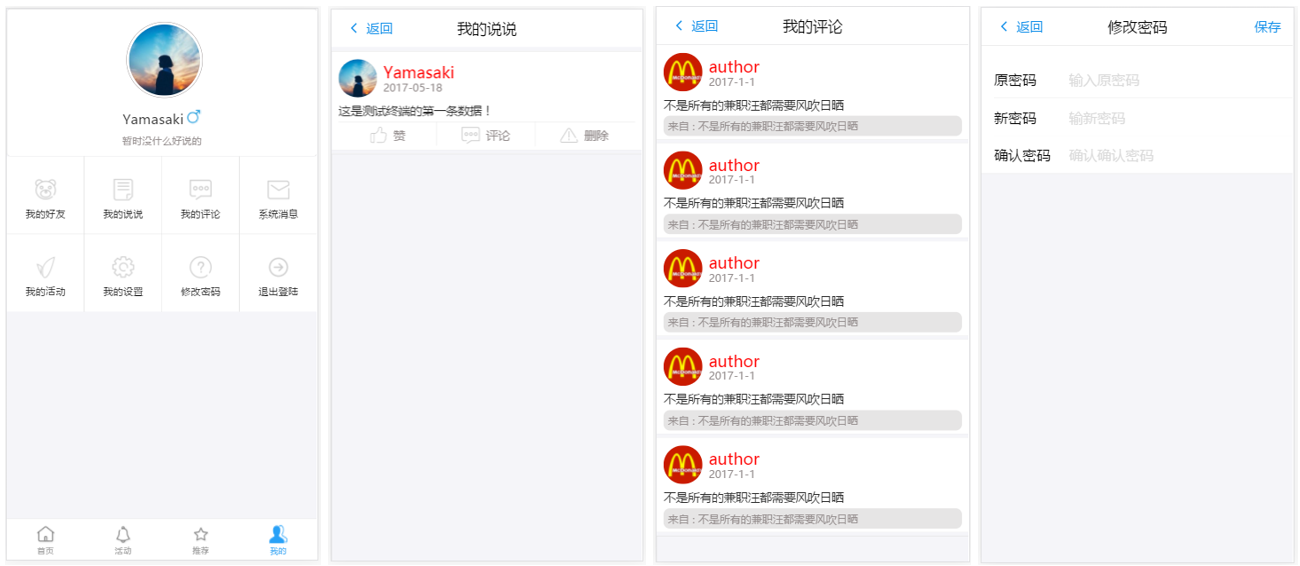 Yamasaki
暂时没什么好说的
我的好友 我的说说 我的评论 系统消息
我的活动 我的设置 修改密码 退出登陆
首页 活动 推荐 我的
返回 我的说说
Yamasaki
2017-05-18
这是测试终端的第一条数据！
赞 评论 删除
返回 我的评论
author
2017-1-1
不是所有的兼职汪都需要风吹日晒
来自：不是所有的兼职汪都需要风吹日晒
author
2017-1-1
不是所有的兼职汪都需要风吹日晒
来自：不是所有的兼职汪都需要风吹日晒
author
2017-1-1
不是所有的兼职汪都需要风吹日晒
来自：不是所有的兼职汪都需要风吹日晒
author
2017-1-1
不是所有的兼职汪都需要风吹日晒
来自：不是所有的兼职汪都需要风吹日晒
author
2017-1-1
不是所有的兼职汪都需要风吹日晒
来自：不是所有的兼职汪都需要风吹日晒
返回 修改密码 保存
原密码 输入原密码
新密码 输新密码
确认密码 确认确认密码